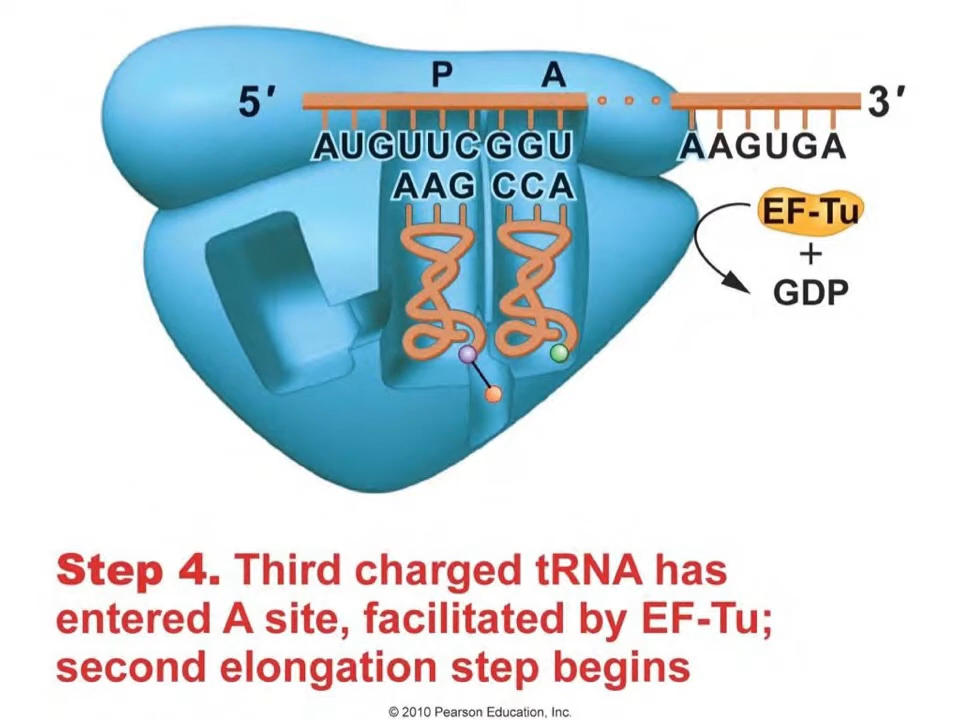 P A
5′ 3′
AUGUUCGGU AAGUGA
AAG CCA
EF-Tu
+
GDP
Step 4. Third charged tRNA has
entered A site, facilitated by EF-Tu;
second elongation step begins
© 2010 Pearson Education, Inc.